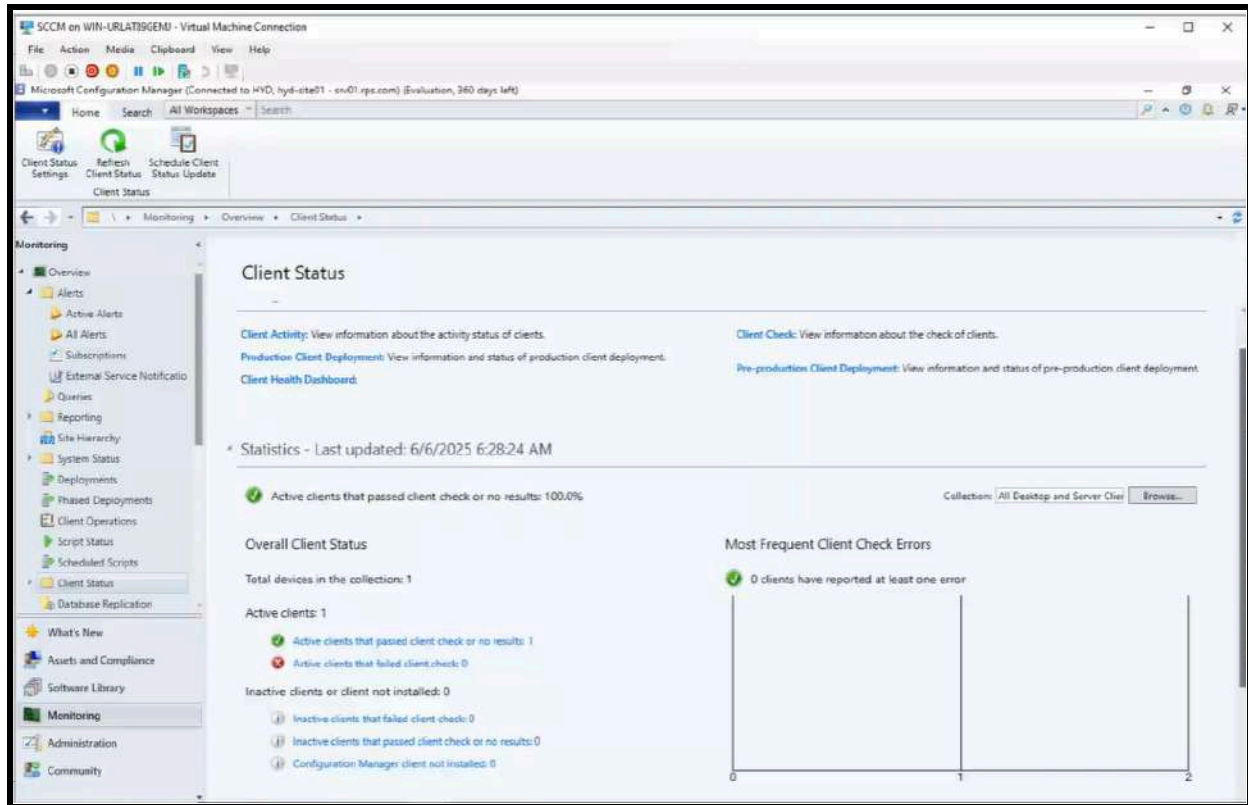 SCCM on WIN-URLAT89GEMJ - Virtual Machine Connection
File Action Media Clipboard View Help
Microsoft Configuration Manager (Connected to HYD, hyd-site01 - srv01.rps.com) (Evaluation, 360 days left)
Home Search All Workspaces Search
Client Status Settings
Refresh Client Status
Schedule Client Status Update
Client Status
\ Monitoring Overview Client Status
Monitoring
Overview
Alerts
Active Alerts
All Alerts
Subscriptions
External Service Notificatio
Queries
Reporting
Site Hierarchy
System Status
Deployments
Phased Deployments
Client Operations
Script Status
Scheduled Scripts
Client Status
Database Replication
What's New
Assets and Compliance
Software Library
Monitoring
Administration
Community
Client Status
Client Activity: View information about the activity status of clients.
Client Check: View information about the check of clients.
Production Client Deployment: View information and status of production client deployment.
Pre-production Client Deployment: View information and status of pre-production client deployment.
Client Health Dashboard:
Statistics - Last updated: 6/6/2025 6:28:24 AM
Active clients that passed client check or no results: 100.0%
Collection: All Desktop and Server Clie Browse...
Overall Client Status
Total devices in the collection: 1
Active clients: 1
Active clients that passed client check or no results: 1
Active clients that failed client check: 0
Inactive clients or client not installed: 0
Inactive clients that failed client check: 0
Inactive clients that passed client check or no results: 0
Configuration Manager client not installed: 0
Most Frequent Client Check Errors
0 clients have reported at least one error
0 1 2